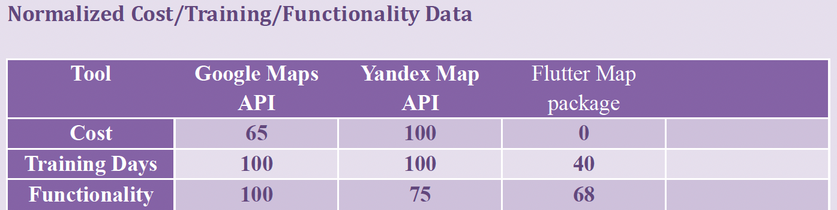 Normalized Cost/Training/Functionality Data
Tool Google Maps API Yandex Map API Flutter Map package
Cost 65 100 0
Training Days 100 100 40
Functionality 100 75 68